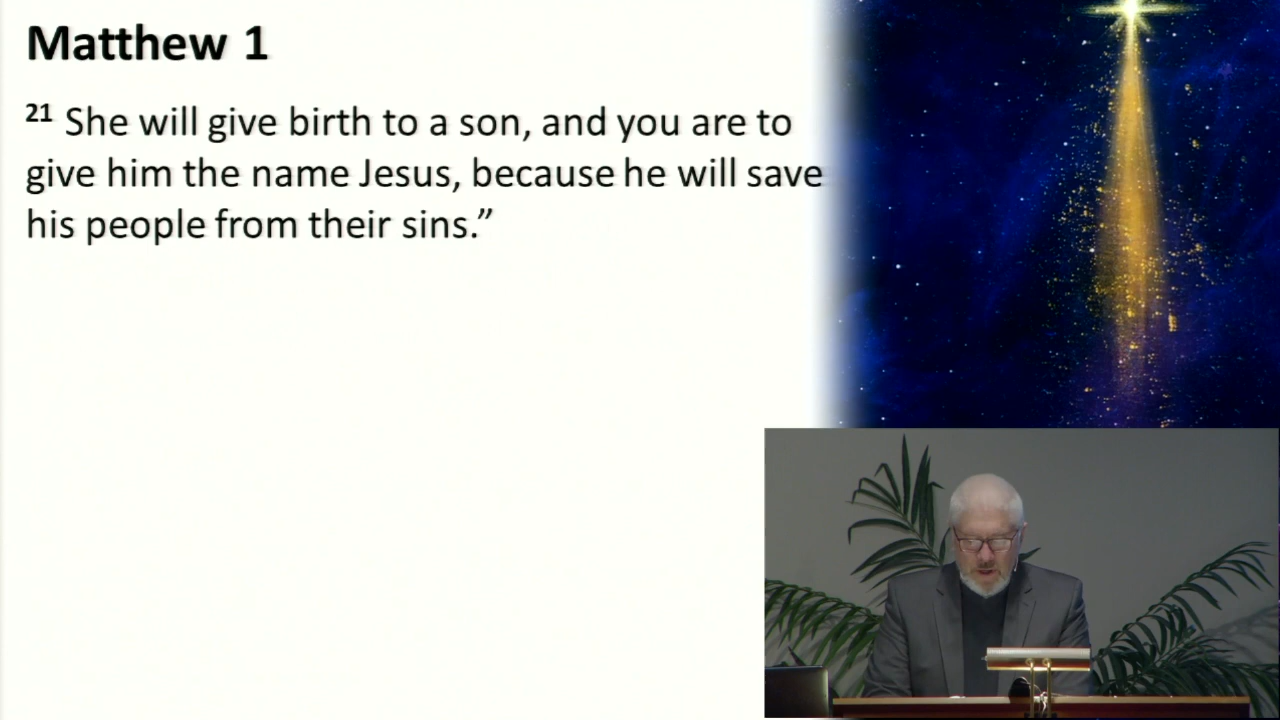 Matthew 1
21 She will give birth to a son, and you are to
give him the name Jesus, because he will save
his people from their sins.”